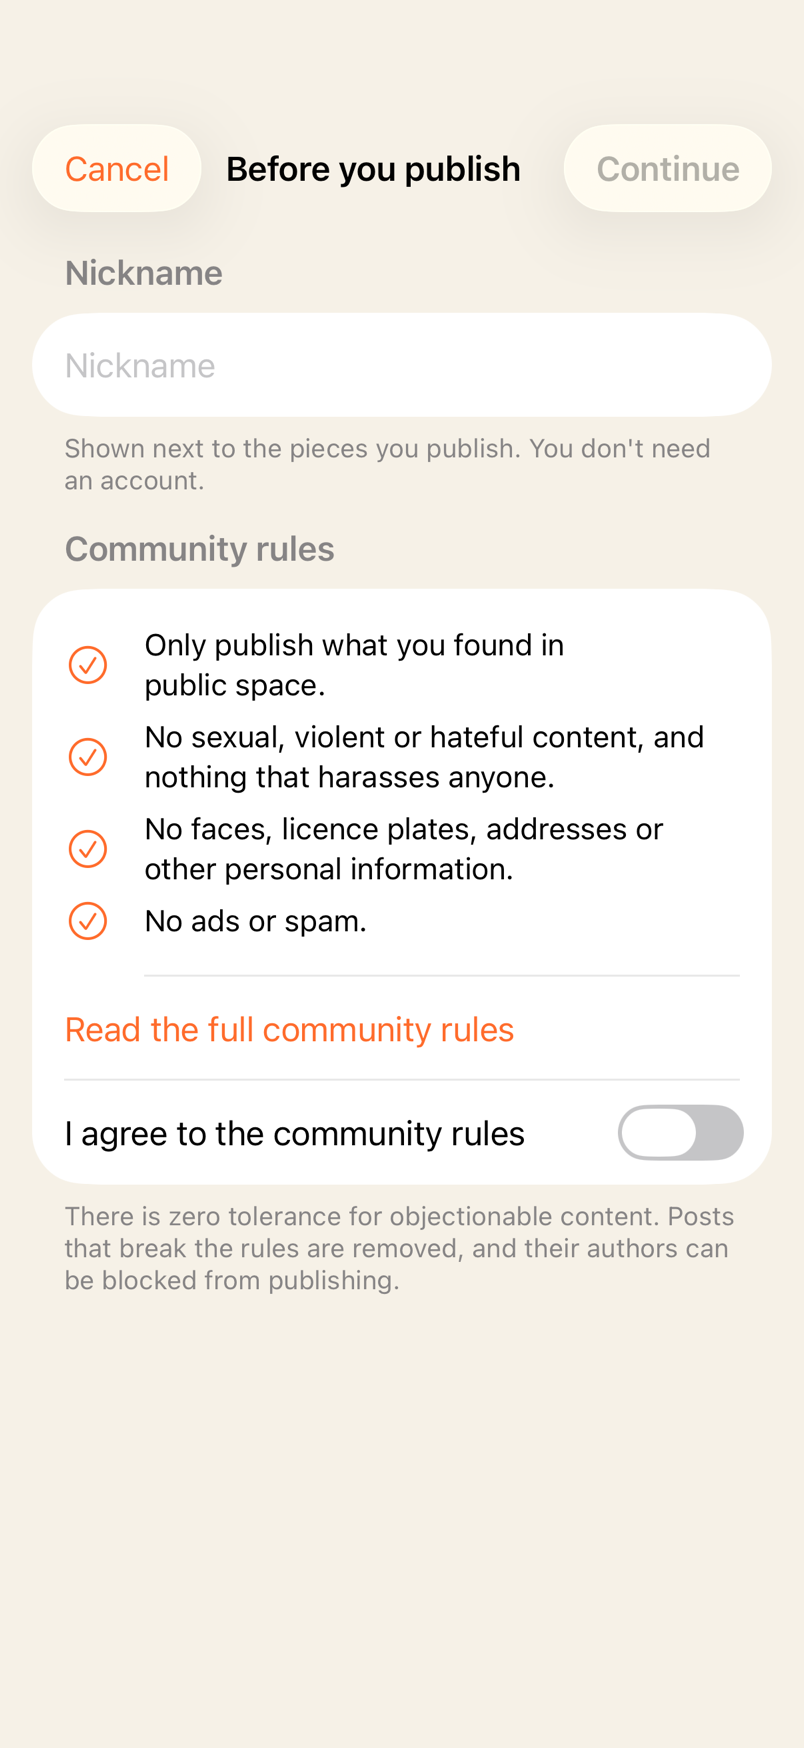 Cancel
Before you publish
Continue
Nickname
Nickname
Shown next to the pieces you publish. You don't need
an account.
Community rules
Only publish what you found in
public space.
No sexual, violent or hateful content, and
nothing that harasses anyone.
No faces, licence plates, addresses or
other personal information.
No ads or spam.
Read the full community rules
I agree to the community rules
There is zero tolerance for objectionable content. Posts
that break the rules are removed, and their authors can
be blocked from publishing.